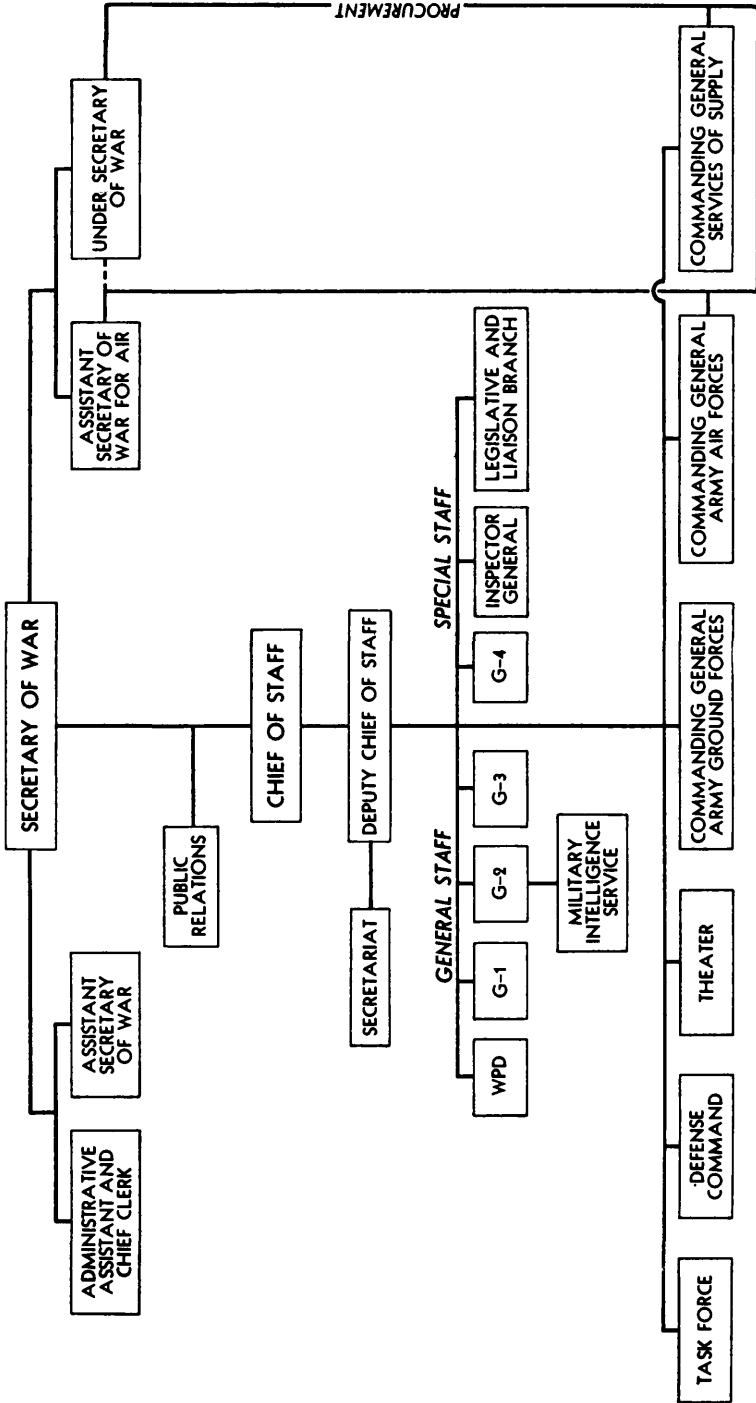 SECRETARY OF WAR
ADMINISTRATIVE
ASSISTANT AND
CHIEF CLERK
ASSISTANT
SECRETARY
OF WAR
ASSISTANT
SECRETARY OF
WAR FOR AIR
UNDER SECRETARY
OF WAR
PUBLIC
RELATIONS
CHIEF OF STAFF
SECRETARIAT
DEPUTY CHIEF OF STAFF
GENERAL STAFF
SPECIAL STAFF
WPD
G-1
G-2
G-3
G-4
INSPECTOR
GENERAL
LEGISLATIVE AND
LIAISON BRANCH
MILITARY
INTELLIGENCE
SERVICE
PROCUREMENT
TASK FORCE
DEFENSE
COMMAND
THEATER
COMMANDING GENERAL
ARMY GROUND FORCES
COMMANDING GENERAL
ARMY AIR FORCES
COMMANDING GENERAL
SERVICES OF SUPPLY